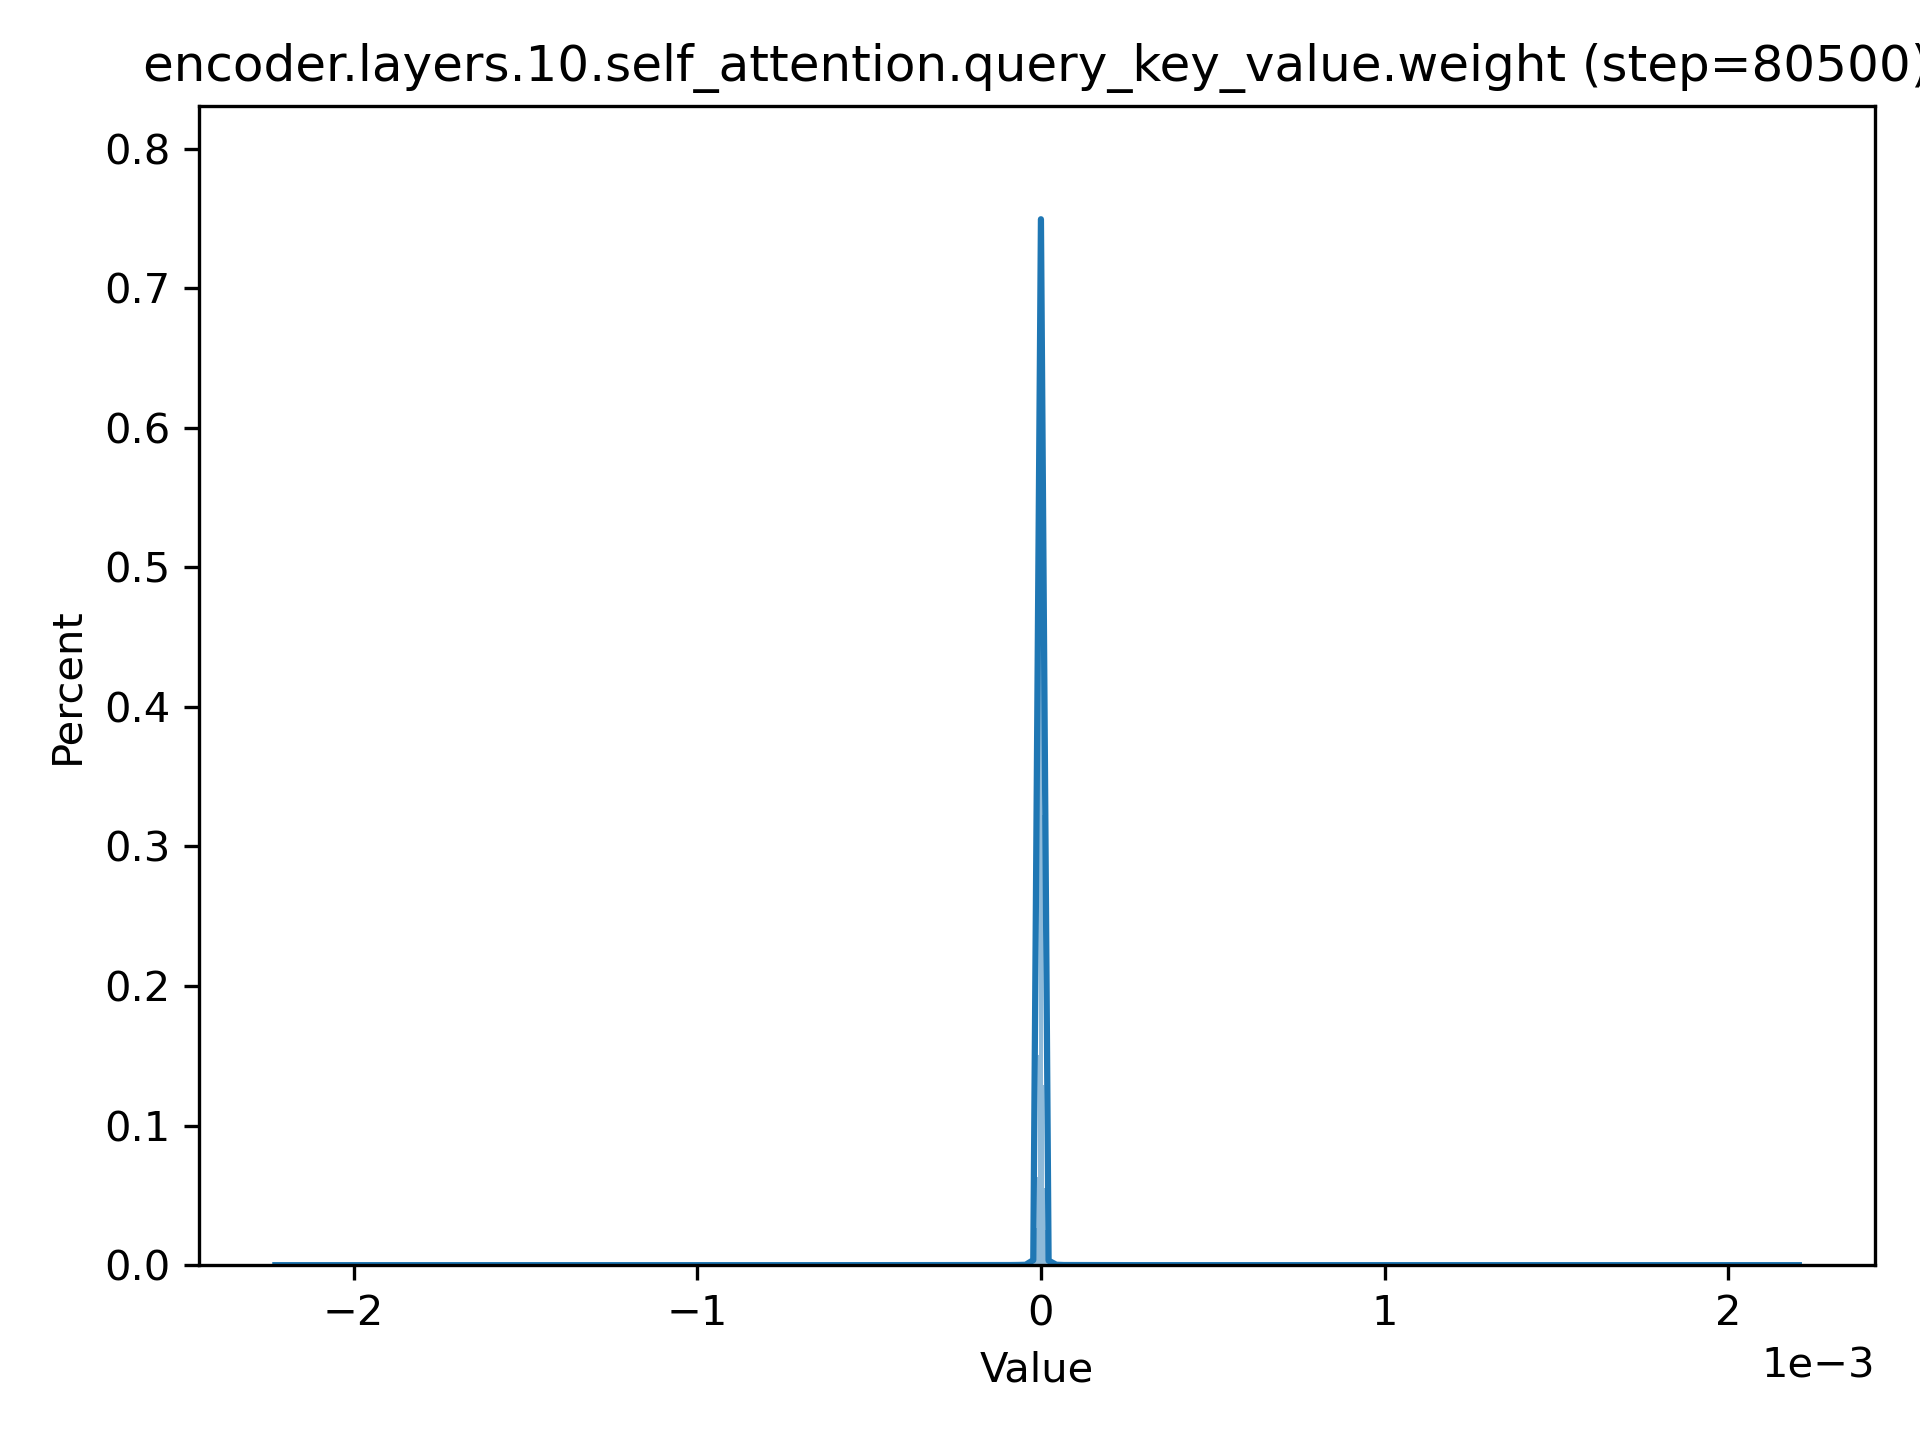 encoder.layers.10.self_attention.query_key_value.weight (step=80500)
0.8
0.7
0.6
0.5
0.4
0.3
0.2
0.1
0.0
Percent
−2 −1 0 1 2
Value
1e−3